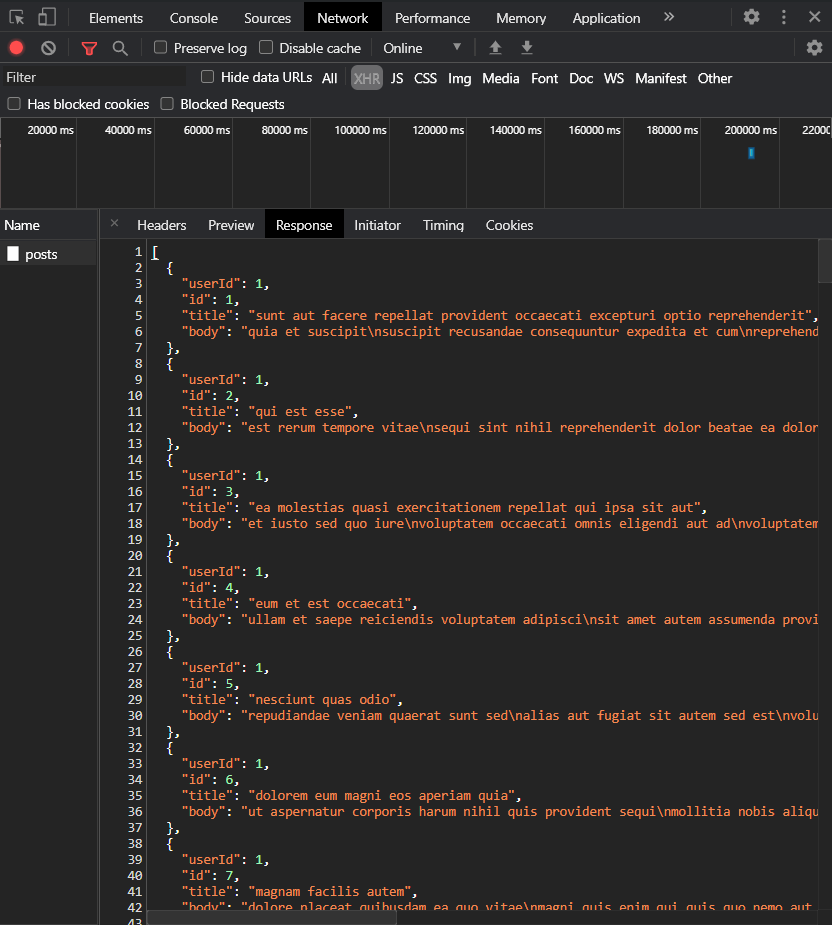 Elements Console Sources Network Performance Memory Application »
Preserve log Disable cache Online
Filter Hide data URLs All XHR JS CSS Img Media Font Doc WS Manifest Other
Has blocked cookies Blocked Requests
20000 ms 40000 ms 60000 ms 80000 ms 100000 ms 120000 ms 140000 ms 160000 ms 180000 ms 200000 ms 22000
Name × Headers Preview Response Initiator Timing Cookies
posts
1 [
2 {
3 "userId": 1,
4 "id": 1,
5 "title": "sunt aut facere repellat provident occaecati excepturi optio reprehenderit",
6 "body": "quia et suscipit\nsuscipit recusandae consequuntur expedita et cum\nreprehend
7 },
8 {
9 "userId": 1,
10 "id": 2,
11 "title": "qui est esse",
12 "body": "est rerum tempore vitae\nsequi sint nihil reprehenderit dolor beatae ea dolor
13 },
14 {
15 "userId": 1,
16 "id": 3,
17 "title": "ea molestias quasi exercitationem repellat qui ipsa sit aut",
18 "body": "et iusto sed quo iure\nvoluptatem occaecati omnis eligendi aut ad\nvoluptatem
19 },
20 {
21 "userId": 1,
22 "id": 4,
23 "title": "eum et est occaecati",
24 "body": "ullam et saepe reiciendis voluptatem adipisci\nsit amet autem assumenda provi
25 },
26 {
27 "userId": 1,
28 "id": 5,
29 "title": "nesciunt quas odio",
30 "body": "repudiandae veniam quaerat sunt sed\nalias aut fugiat sit autem sed est\nvolu
31 },
32 {
33 "userId": 1,
34 "id": 6,
35 "title": "dolorem eum magni eos aperiam quia",
36 "body": "ut aspernatur corporis harum nihil quis provident sequi\nmollitia nobis aliqu
37 },
38 {
39 "userId": 1,
40 "id": 7,
41 "title": "magnam facilis autem",
42 "body": "dolore placeat quibusdam ea quo vitae\nmagni quis enim qui quis quo nemo aut
43